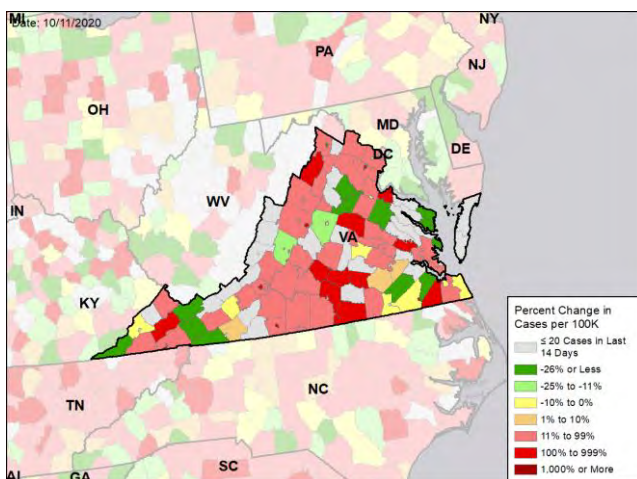 MI
Date: 10/11/2020
NY
PA
NJ
OH
MD
DE
DC
IN
WV
VA
KY
Percent Change in
Cases per 100K
≤ 20 Cases in Last
14 Days
-26% or Less
-25% to -11%
-10% to 0%
1% to 10%
11% to 99%
100% to 999%
1,000% or More
TN
NC
SC
AL
GA